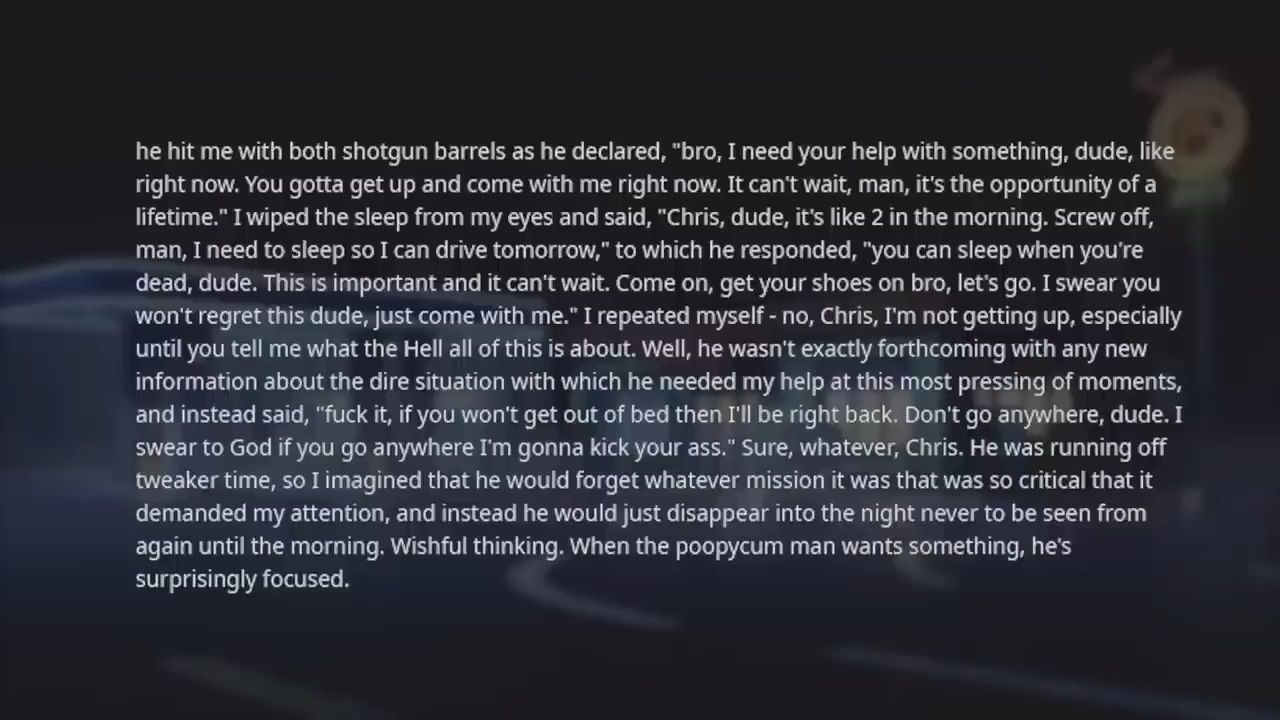 he hit me with both shotgun barrels as he declared, "bro, I need your help with something, dude, like
right now. You gotta get up and come with me right now. It can't wait, man, it's the opportunity of a
lifetime." I wiped the sleep from my eyes and said, "Chris, dude, it's like 2 in the morning. Screw off,
man, I need to sleep so I can drive tomorrow," to which he responded, "you can sleep when you're
dead, dude. This is important and it can't wait. Come on, get your shoes on bro, let's go. I swear you
won't regret this dude, just come with me." I repeated myself - no, Chris, I'm not getting up, especially
until you tell me what the Hell all of this is about. Well, he wasn't exactly forthcoming with any new
information about the dire situation with which he needed my help at this most pressing of moments,
and instead said, "fuck it, if you won't get out of bed then I'll be right back. Don't go anywhere, dude. I
swear to God if you go anywhere I'm gonna kick your ass." Sure, whatever, Chris. He was running off
tweaker time, so I imagined that he would forget whatever mission it was that was so critical that it
demanded my attention, and instead he would just disappear into the night never to be seen from
again until the morning. Wishful thinking. When the poopycum man wants something, he's
surprisingly focused.